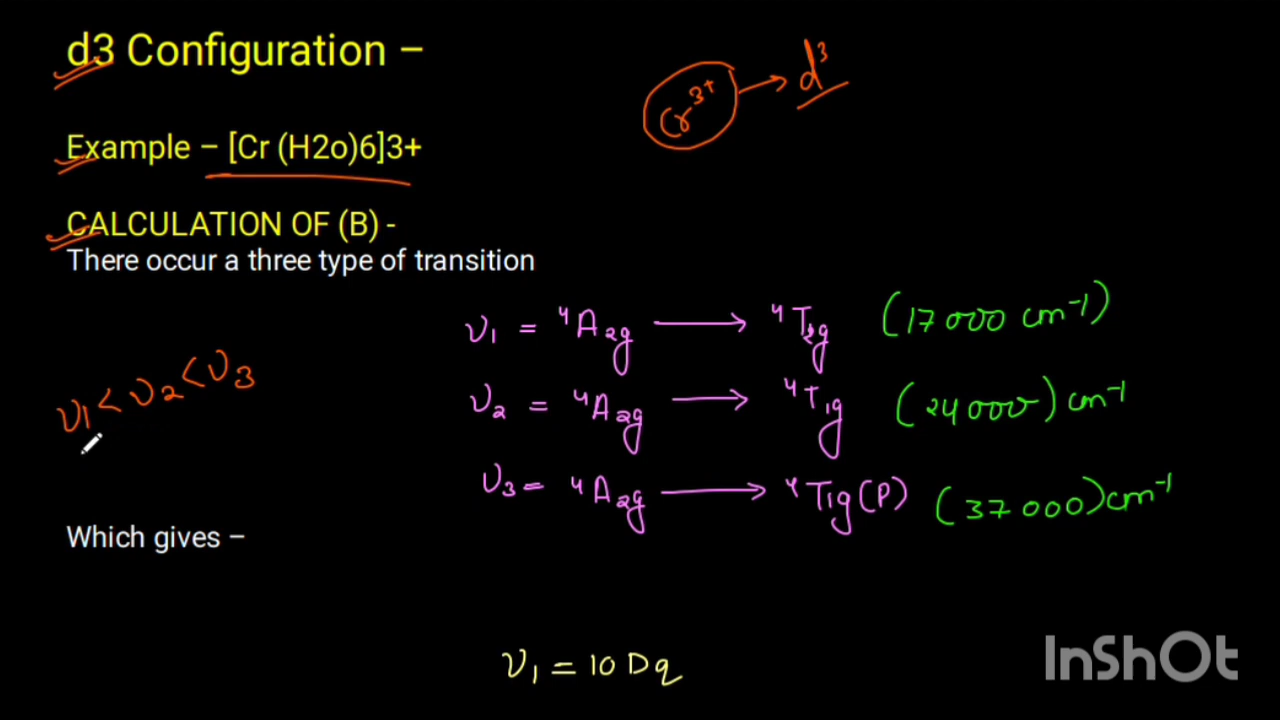 d3 Configuration –
Cr³⁺ → d³
Example – [Cr (H2o)6]3+
CALCULATION OF (B) -
There occur a three type of transition
ν₁ = ⁴A₂g → ⁴T₂g (17000 cm⁻¹)
ν₁ < ν₂ < ν₃
ν₂ = ⁴A₂g → ⁴T₁g (24000) cm⁻¹
ν₃ = ⁴A₂g → ⁴T₁g(P) (37000) cm⁻¹
Which gives –
ν₁ = 10 Dq
InShOt